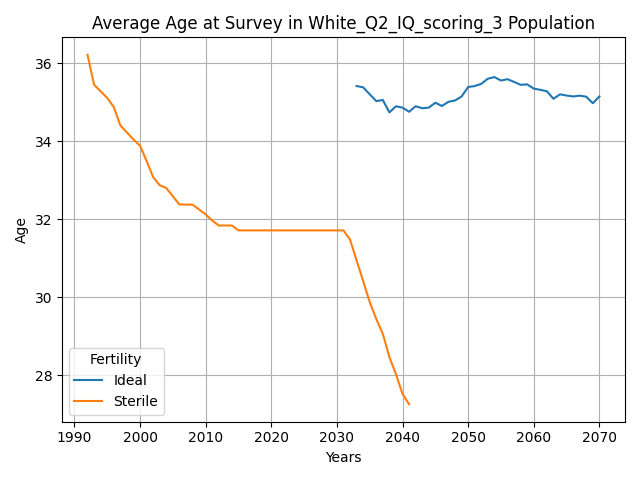 Average Age at Survey in White_Q2_IQ_scoring_3 Population
Age
36
34
32
30
28
Fertility
Ideal
Sterile
1990 2000 2010 2020 2030 2040 2050 2060 2070
Years